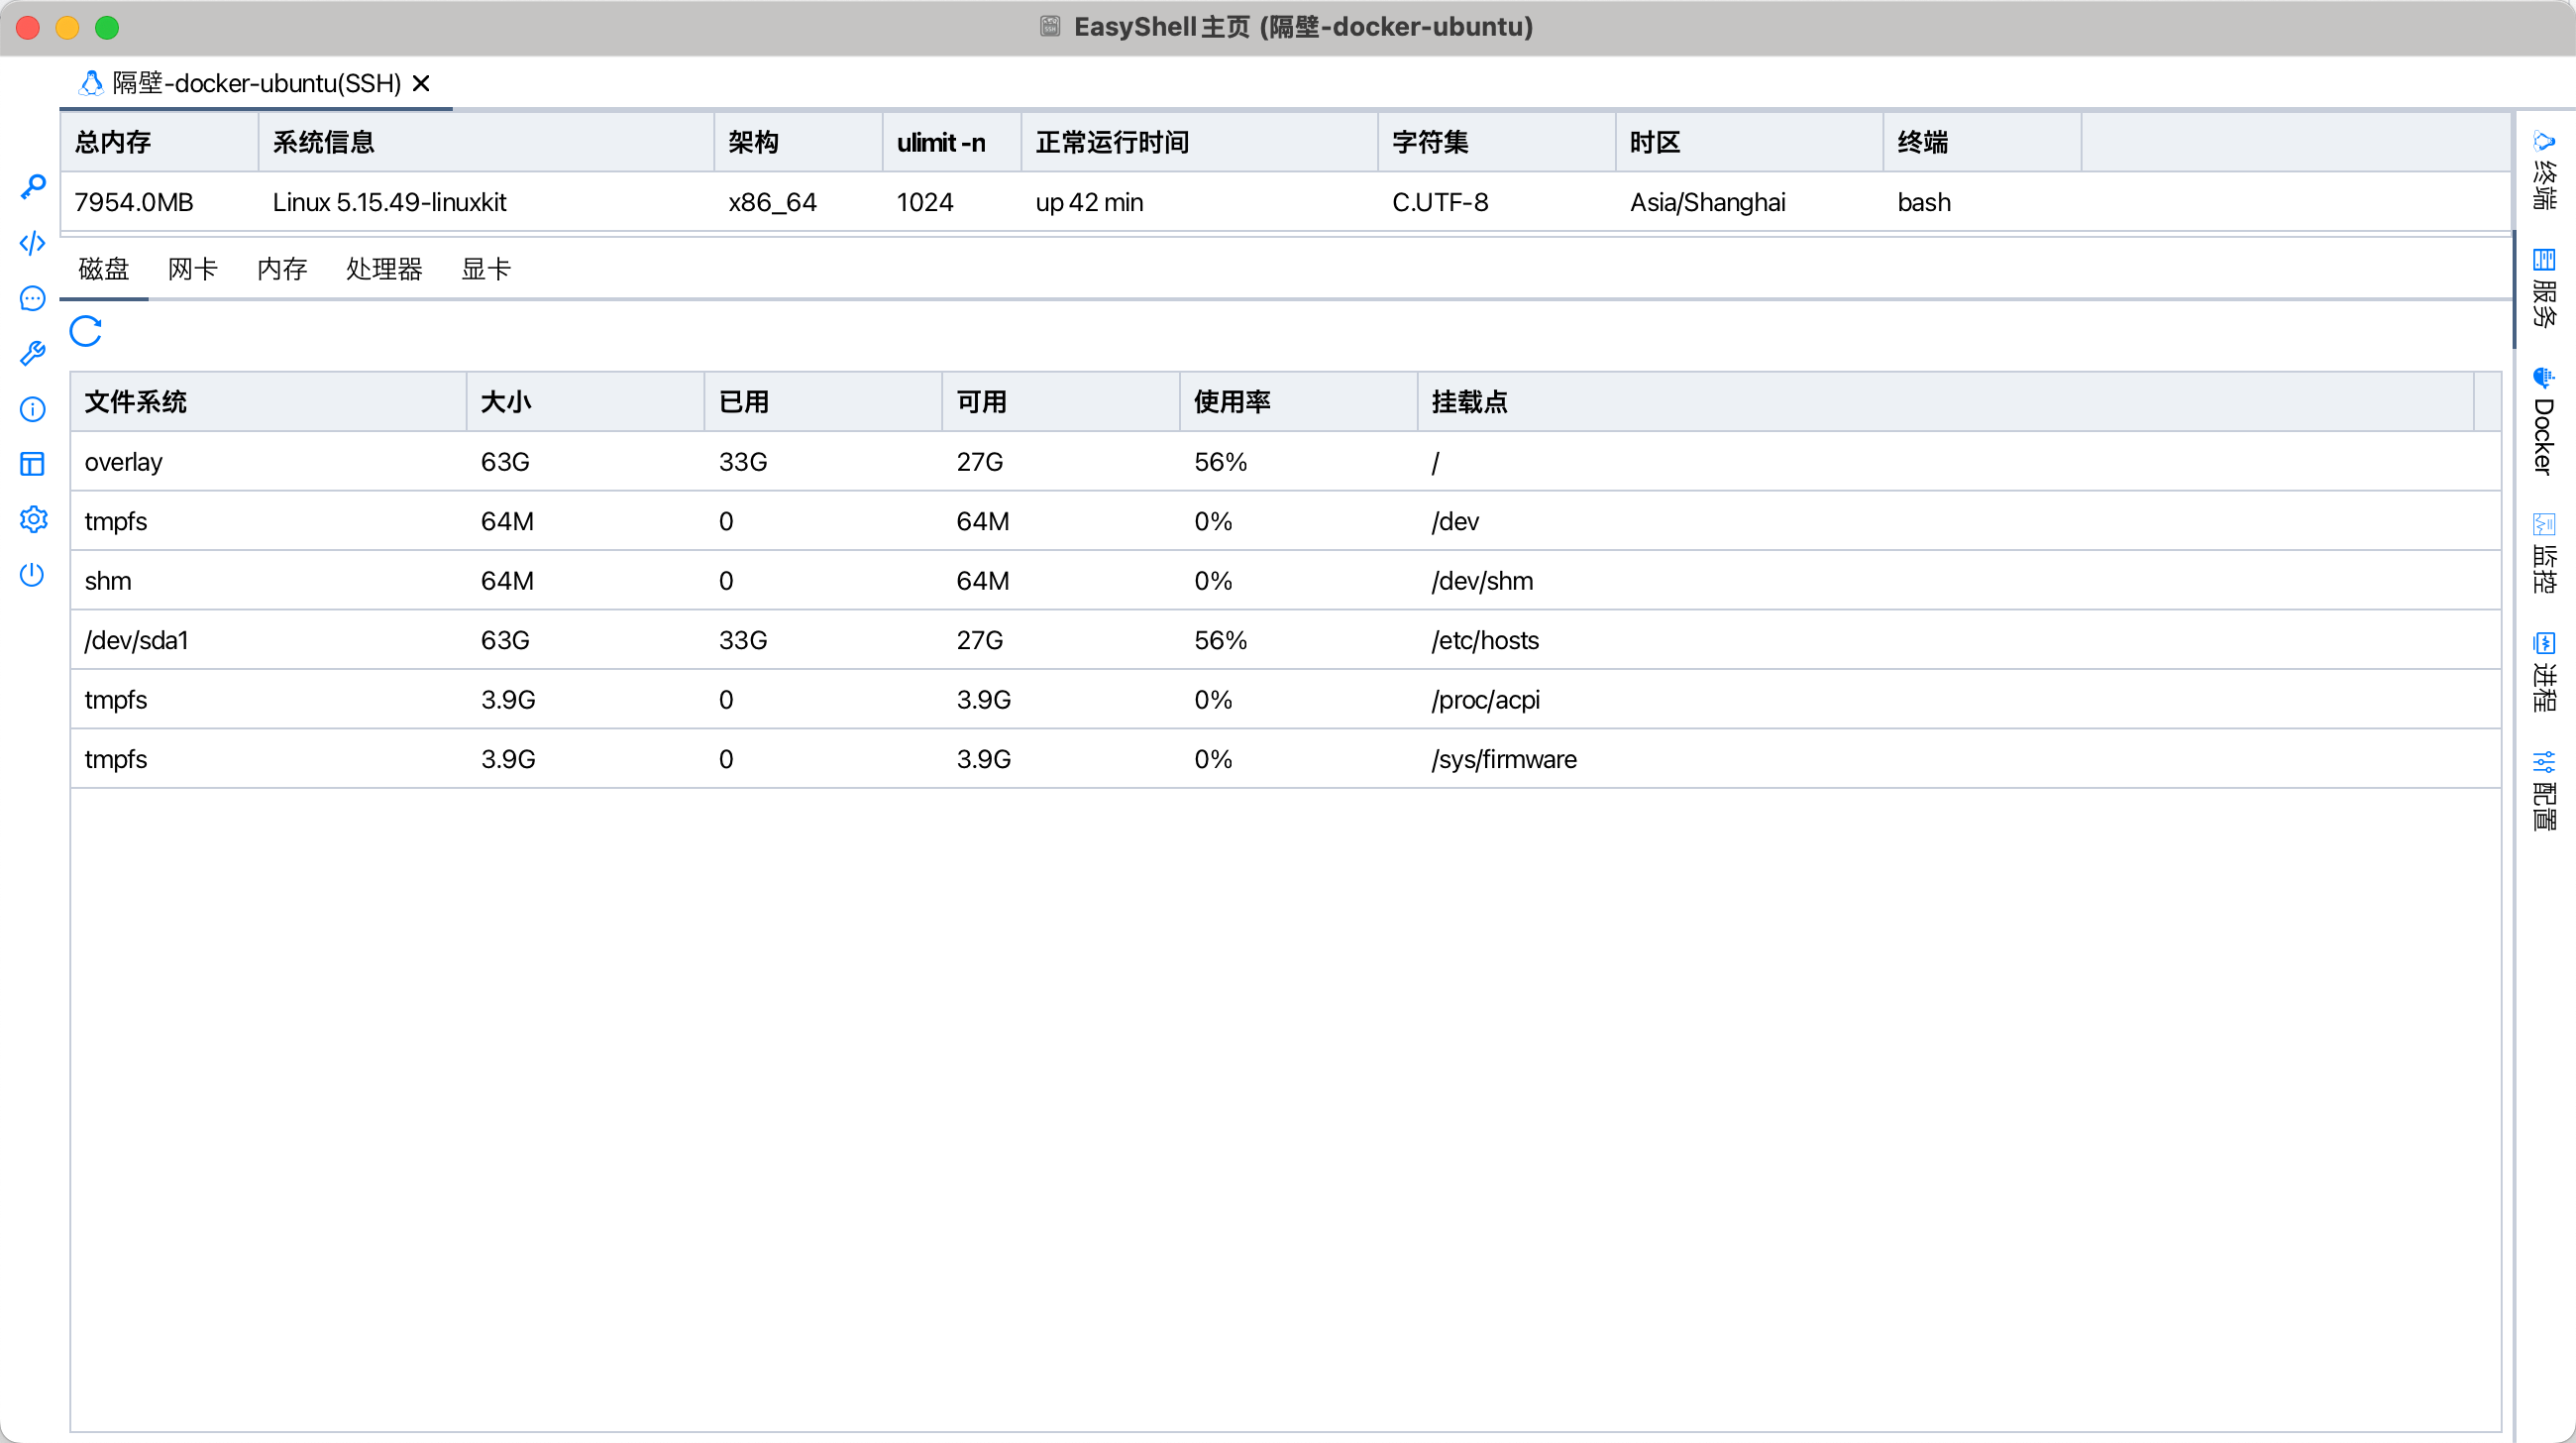 EasyShell主页 (隔壁-docker-ubuntu)
隔壁-docker-ubuntu(SSH)
总内存 系统信息 架构 ulimit -n 正常运行时间 字符集 时区 终端
7954.0MB Linux 5.15.49-linuxkit x86_64 1024 up 42 min C.UTF-8 Asia/Shanghai bash
磁盘 网卡 内存 处理器 显卡
文件系统 大小 已用 可用 使用率 挂载点
overlay 63G 33G 27G 56% /
tmpfs 64M 0 64M 0% /dev
shm 64M 0 64M 0% /dev/shm
/dev/sda1 63G 33G 27G 56% /etc/hosts
tmpfs 3.9G 0 3.9G 0% /proc/acpi
tmpfs 3.9G 0 3.9G 0% /sys/firmware
终端
服务
Docker
监控
进程
配置